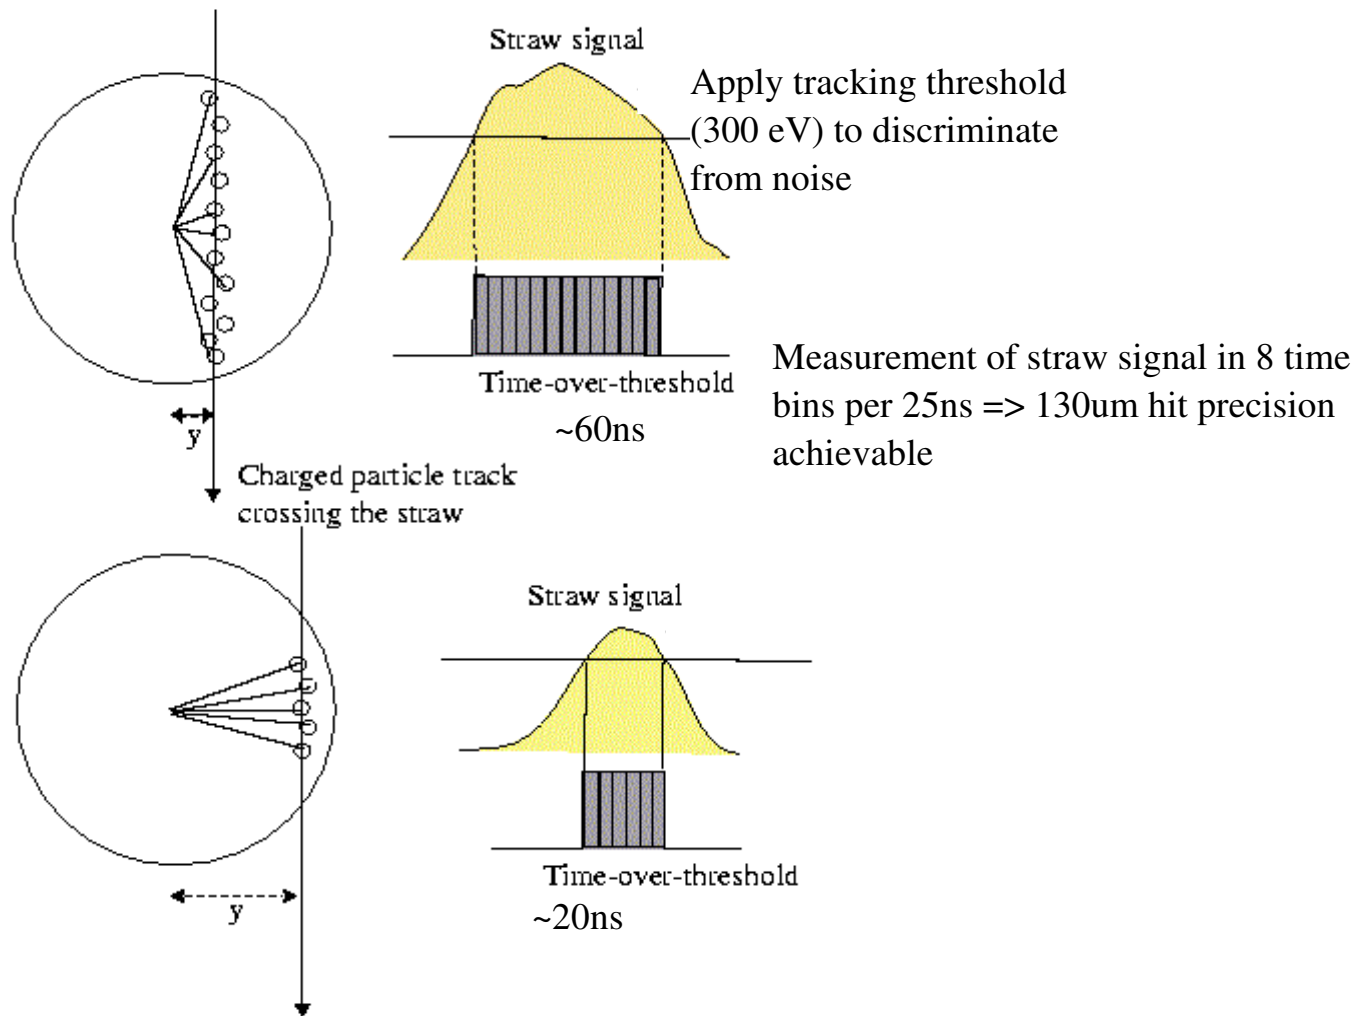 Straw signal
Apply tracking threshold
(300 eV) to discriminate
from noise
Time-over-threshold
~60ns
Measurement of straw signal in 8 time
bins per 25ns => 130um hit precision
achievable
y
Charged particle track
crossing the straw
Straw signal
Time-over-threshold
~20ns
y